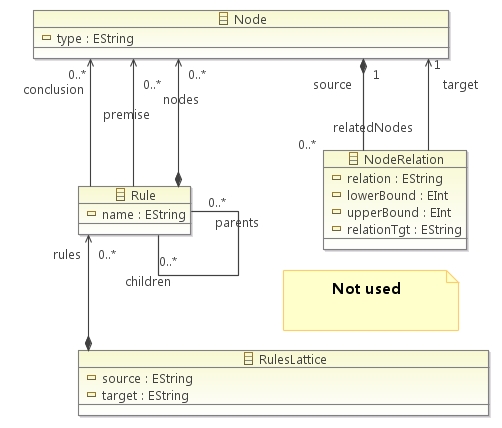 Node
type : EString
0..*
0..*
0..*
conclusion
premise
nodes
source
1
1
target
relatedNodes
0..*
NodeRelation
relation : EString
lowerBound : EInt
upperBound : EInt
relationTgt : EString
Rule
name : EString
0..*
parents
0..*
children
rules
0..*
Not used
RulesLattice
source : EString
target : EString